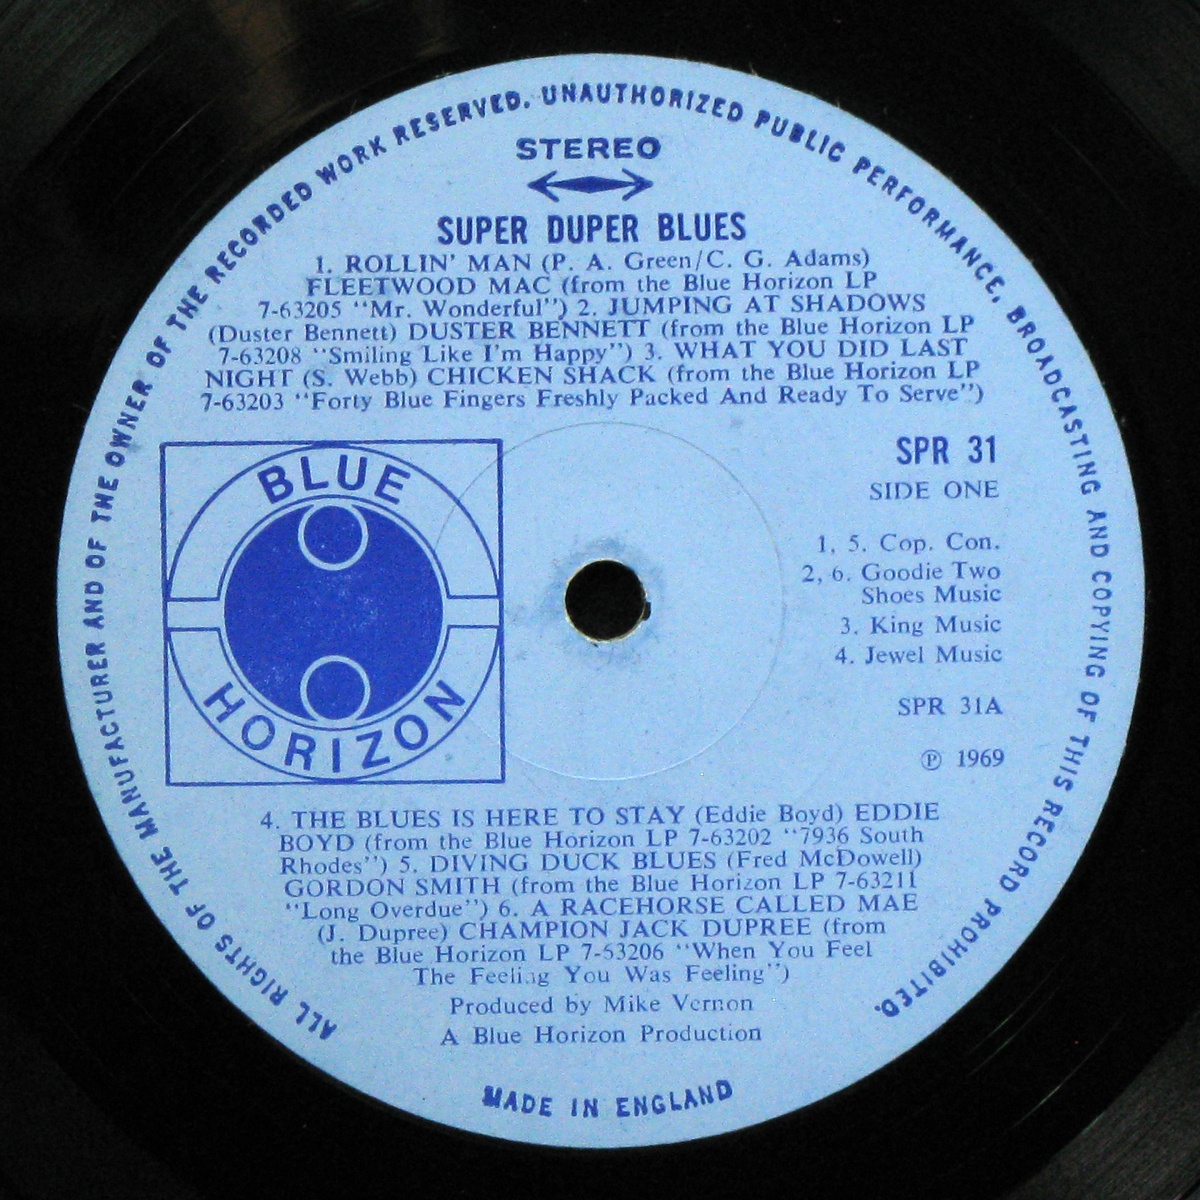 ALL RIGHTS OF THE MANUFACTURER AND OF THE OWNER OF THE RECORDED WORK RESERVED. UNAUTHORIZED PUBLIC PERFORMANCE, BROADCASTING AND COPYING OF THIS RECORD PROHIBITED.
STEREO
SUPER DUPER BLUES
1. ROLLIN' MAN (P. A. Green/C. G. Adams)
FLEETWOOD MAC (from the Blue Horizon LP
7-63205 "Mr. Wonderful") 2. JUMPING AT SHADOWS
(Duster Bennett) DUSTER BENNETT (from the Blue Horizon LP
7-63208 "Smiling Like I'm Happy") 3. WHAT YOU DID LAST
NIGHT (S. Webb) CHICKEN SHACK (from the Blue Horizon LP
7-63203 "Forty Blue Fingers Freshly Packed And Ready To Serve")
BLUE
HORIZON
SPR 31
SIDE ONE
1, 5. Cop. Con.
2, 6. Goodie Two
Shoes Music
3. King Music
4. Jewel Music
SPR 31A
Ⓟ 1969
4. THE BLUES IS HERE TO STAY (Eddie Boyd) EDDIE
BOYD (from the Blue Horizon LP 7-63202 "7936 South
Rhodes") 5. DIVING DUCK BLUES (Fred McDowell)
GORDON SMITH (from the Blue Horizon LP 7-63211
"Long Overdue") 6. A RACEHORSE CALLED MAE
(J. Dupree) CHAMPION JACK DUPREE (from
the Blue Horizon LP 7-53206 "When You Feel
The Feeling You Was Feeling")
Produced by Mike Vernon
A Blue Horizon Production
MADE IN ENGLAND